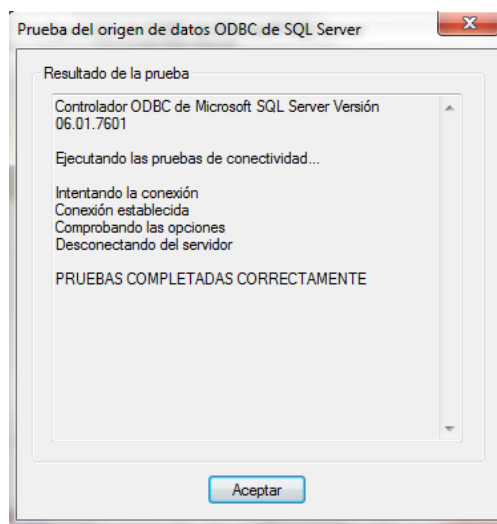 Prueba del origen de datos ODBC de SQL Server
Resultado de la prueba
Controlador ODBC de Microsoft SQL Server Versión
06.01.7601
Ejecutando las pruebas de conectividad...
Intentando la conexión
Conexión establecida
Comprobando las opciones
Desconectando del servidor
PRUEBAS COMPLETADAS CORRECTAMENTE
Aceptar